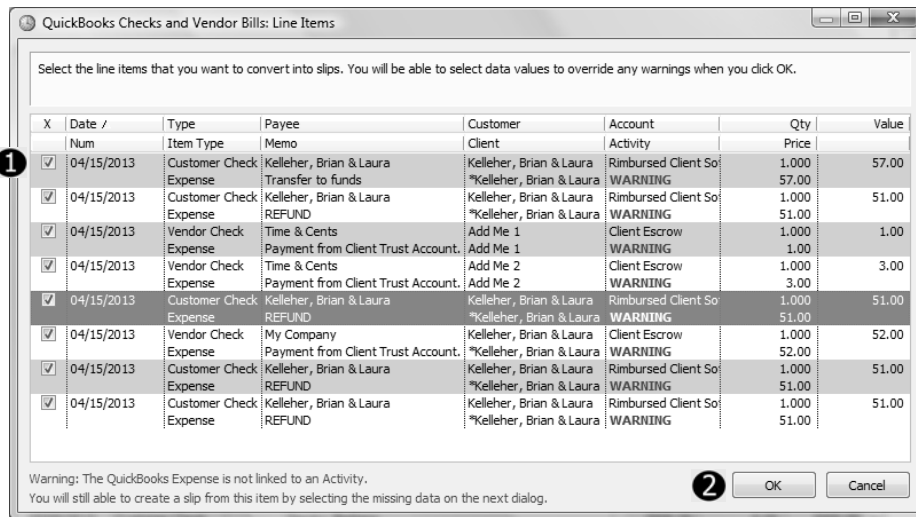 QuickBooks Checks and Vendor Bills: Line Items
Select the line items that you want to convert into slips. You will be able to select data values to override any warnings when you click OK.
X Date / Type Payee Customer Account Qty Value
Num Item Type Memo Client Activity Price
1 04/15/2013 Customer Check Kelleher, Brian & Laura Kelleher, Brian & Laura Rimbursed Client So 1.000 57.00
Expense Transfer to funds *Kelleher, Brian & Laura WARNING 57.00
04/15/2013 Customer Check Kelleher, Brian & Laura Kelleher, Brian & Laura Rimbursed Client So 1.000 51.00
Expense REFUND *Kelleher, Brian & Laura WARNING 51.00
04/15/2013 Vendor Check Time & Cents Add Me 1 Client Escrow 1.000 1.00
Expense Payment from Client Trust Account. Add Me 1 WARNING 1.00
04/15/2013 Vendor Check Time & Cents Add Me 2 Client Escrow 1.000 3.00
Expense Payment from Client Trust Account. Add Me 2 WARNING 3.00
04/15/2013 Customer Check Kelleher, Brian & Laura Kelleher, Brian & Laura Rimbursed Client So 1.000 51.00
Expense REFUND *Kelleher, Brian & Laura WARNING 51.00
04/15/2013 Vendor Check My Company Kelleher, Brian & Laura Client Escrow 1.000 52.00
Expense Payment from Client Trust Account. *Kelleher, Brian & Laura WARNING 52.00
04/15/2013 Customer Check Kelleher, Brian & Laura Kelleher, Brian & Laura Rimbursed Client So 1.000 51.00
Expense REFUND *Kelleher, Brian & Laura WARNING 51.00
04/15/2013 Customer Check Kelleher, Brian & Laura Kelleher, Brian & Laura Rimbursed Client So 1.000 51.00
Expense REFUND *Kelleher, Brian & Laura WARNING 51.00
Warning: The QuickBooks Expense is not linked to an Activity.
You will still able to create a slip from this item by selecting the missing data on the next dialog.
2 OK Cancel